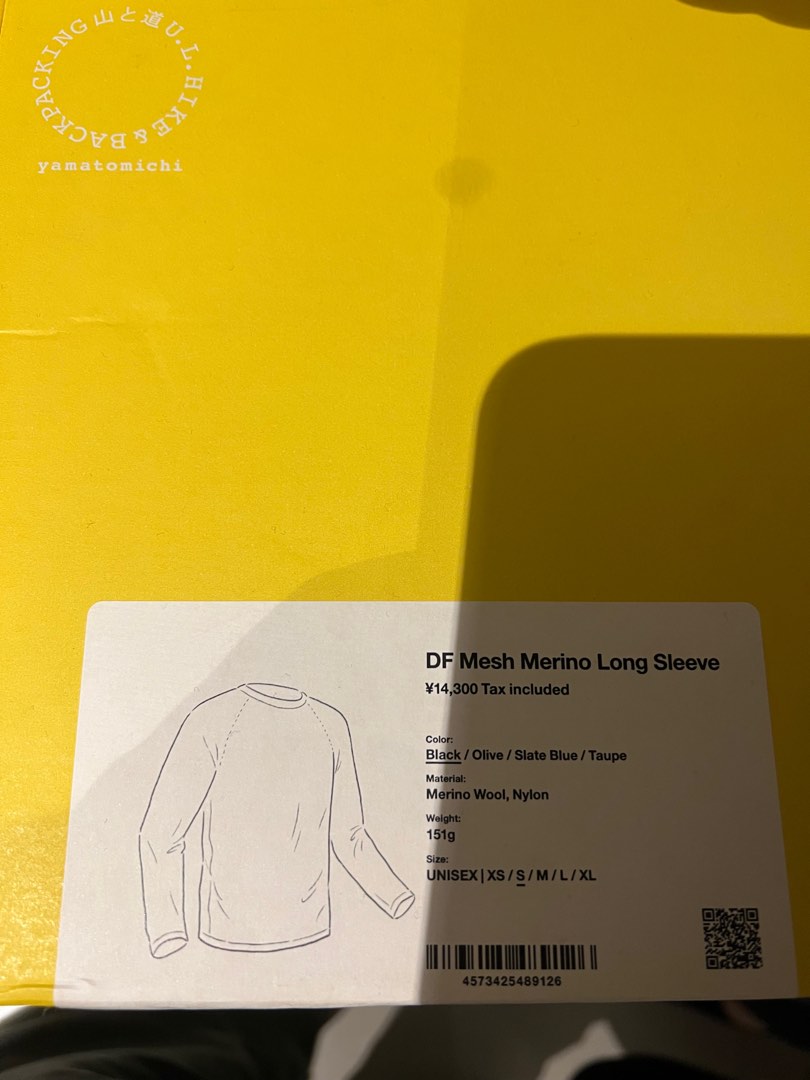 山と道 U.L. HIKE & BACKPACKING
yamatomichi
DF Mesh Merino Long Sleeve
¥14,300 Tax included
Color:
Black / Olive / Slate Blue / Taupe
Material:
Merino Wool, Nylon
Weight:
151g
Size:
UNISEX | XS / S / M / L / XL
4573425489126